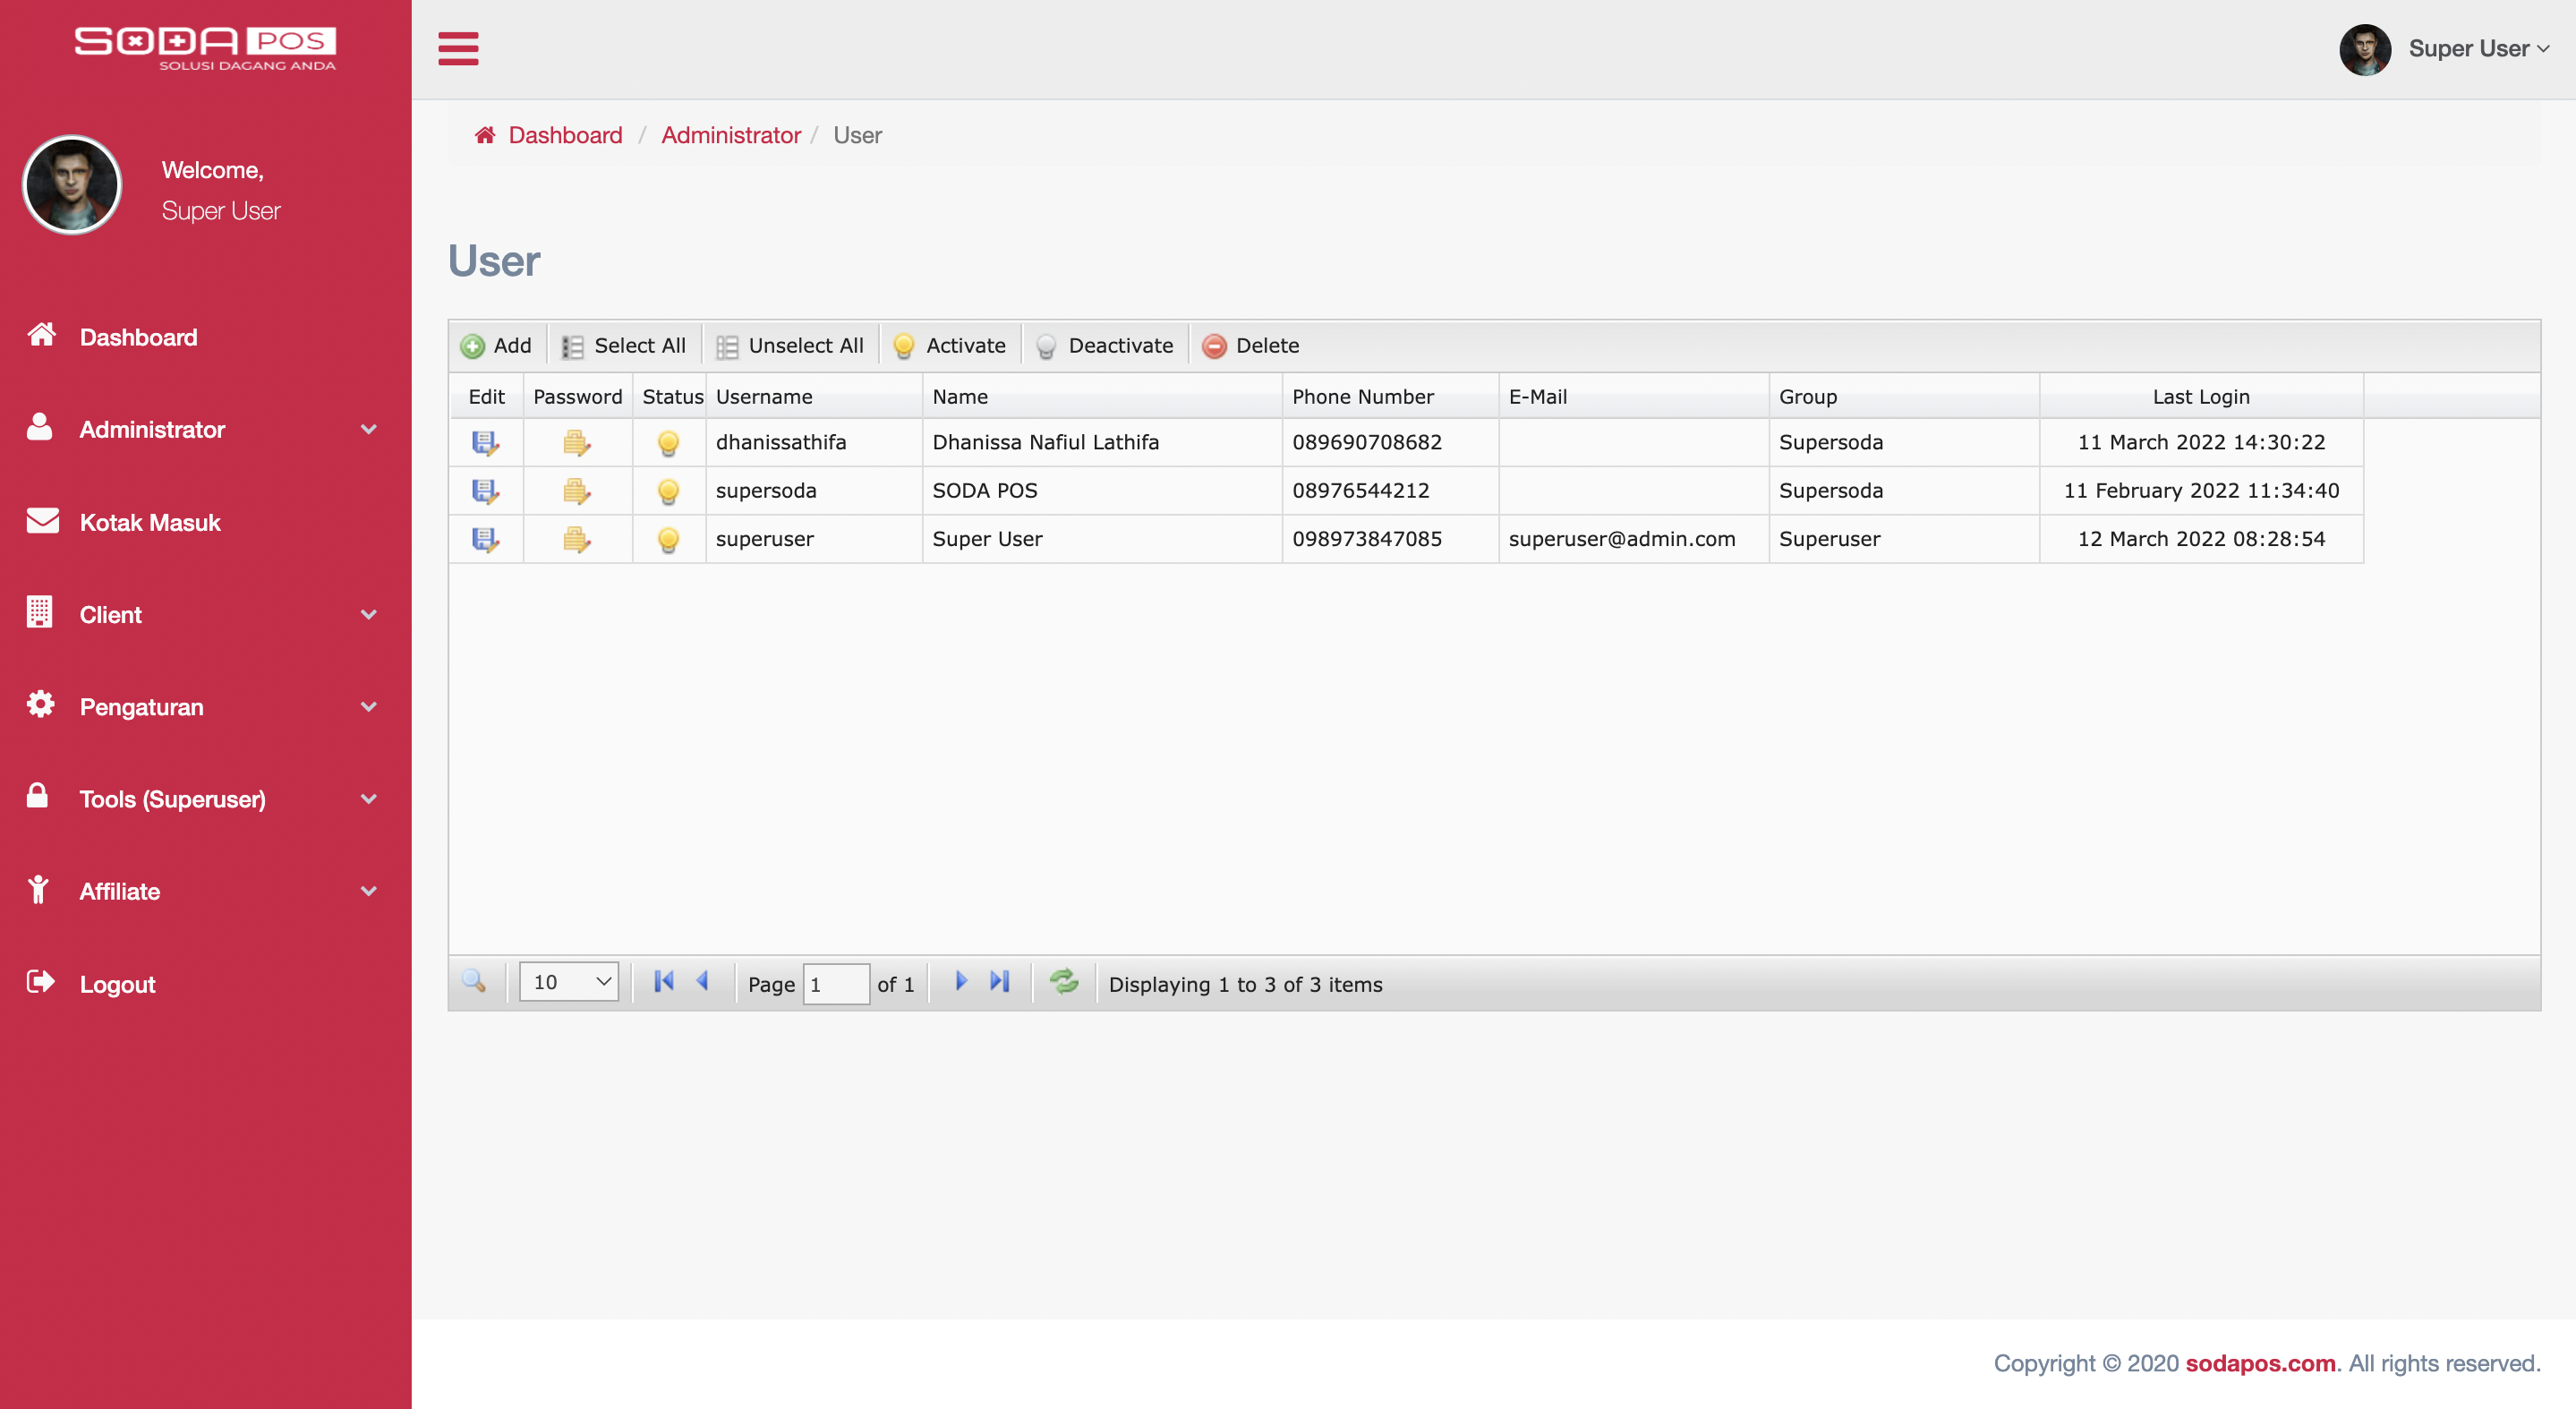 SODA POS
SOLUSI DAGANG ANDA
Super User
Welcome,
Super User
Dashboard
Administrator
Kotak Masuk
Client
Pengaturan
Tools (Superuser)
Affiliate
Logout
Dashboard / Administrator / User
User
Add Select All Unselect All Activate Deactivate Delete
Edit Password Status Username Name Phone Number E-Mail Group Last Login
dhanissathifa Dhanissa Nafiul Lathifa 089690708682 Supersoda 11 March 2022 14:30:22
supersoda SODA POS 08976544212 Supersoda 11 February 2022 11:34:40
superuser Super User 098973847085 superuser@admin.com Superuser 12 March 2022 08:28:54
10 Page 1 of 1 Displaying 1 to 3 of 3 items
Copyright © 2020 sodapos.com. All rights reserved.